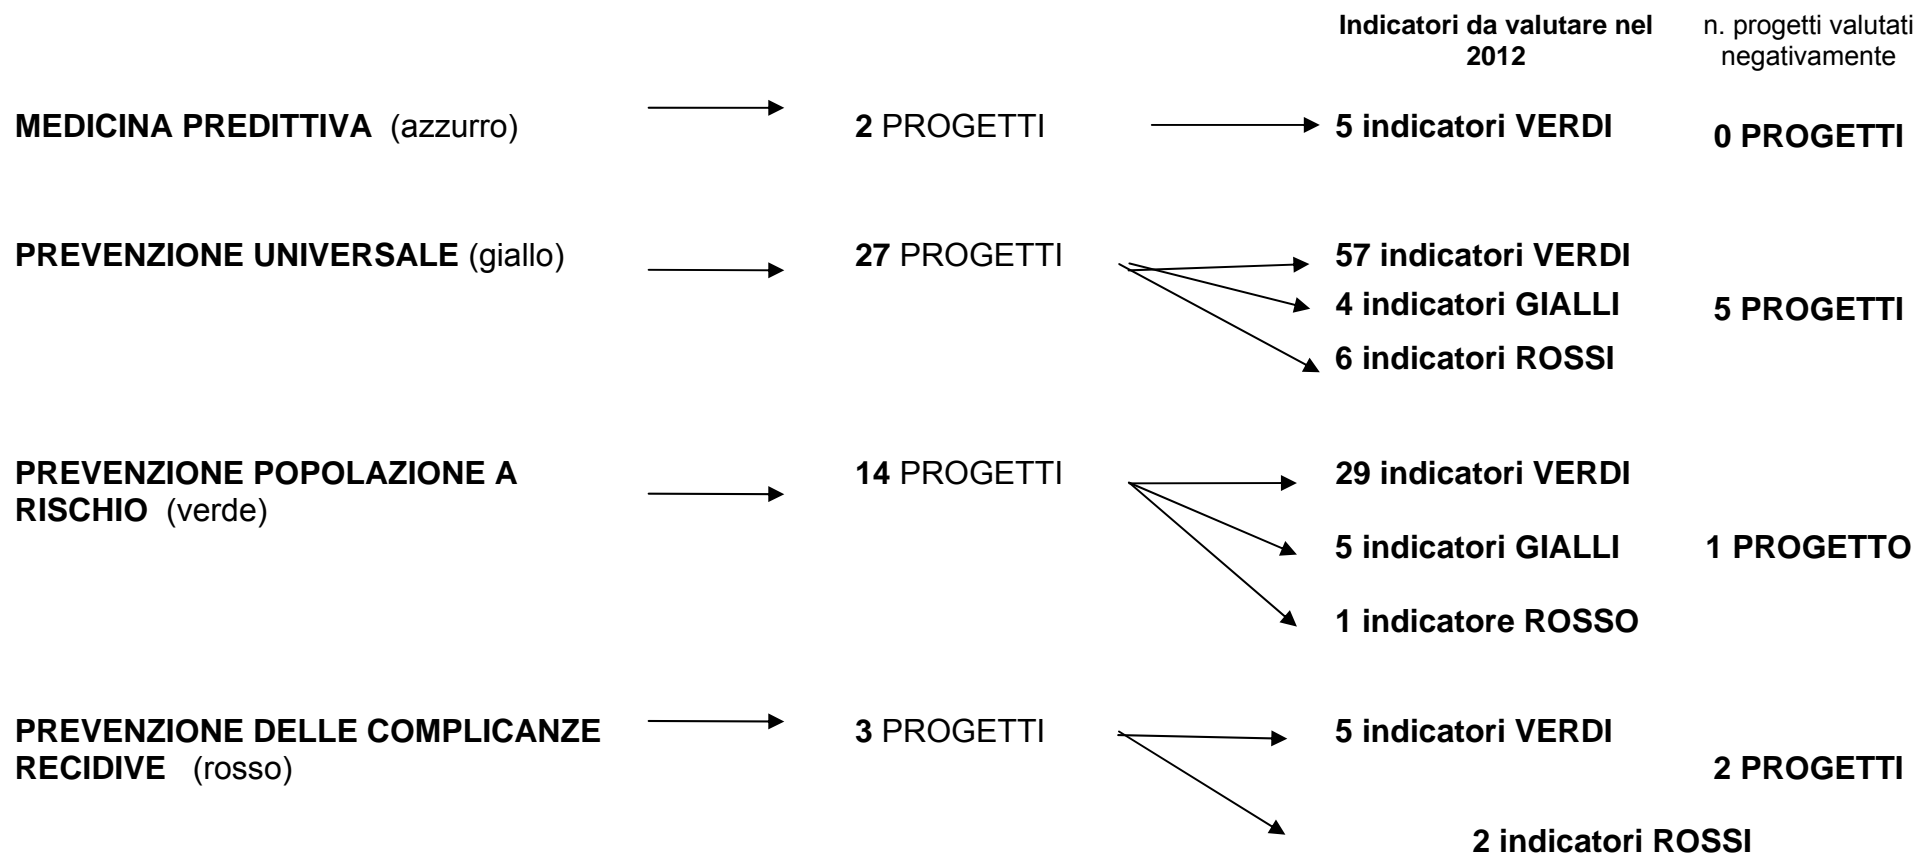 Indicatori da valutare nel
2012
n. progetti valutati
negativamente
MEDICINA PREDITTIVA (azzurro)
2 PROGETTI
5 indicatori VERDI
0 PROGETTI
PREVENZIONE UNIVERSALE (giallo)
27 PROGETTI
57 indicatori VERDI
4 indicatori GIALLI
5 PROGETTI
6 indicatori ROSSI
PREVENZIONE POPOLAZIONE A
RISCHIO (verde)
14 PROGETTI
29 indicatori VERDI
5 indicatori GIALLI
1 PROGETTO
1 indicatore ROSSO
PREVENZIONE DELLE COMPLICANZE
RECIDIVE (rosso)
3 PROGETTI
5 indicatori VERDI
2 PROGETTI
2 indicatori ROSSI